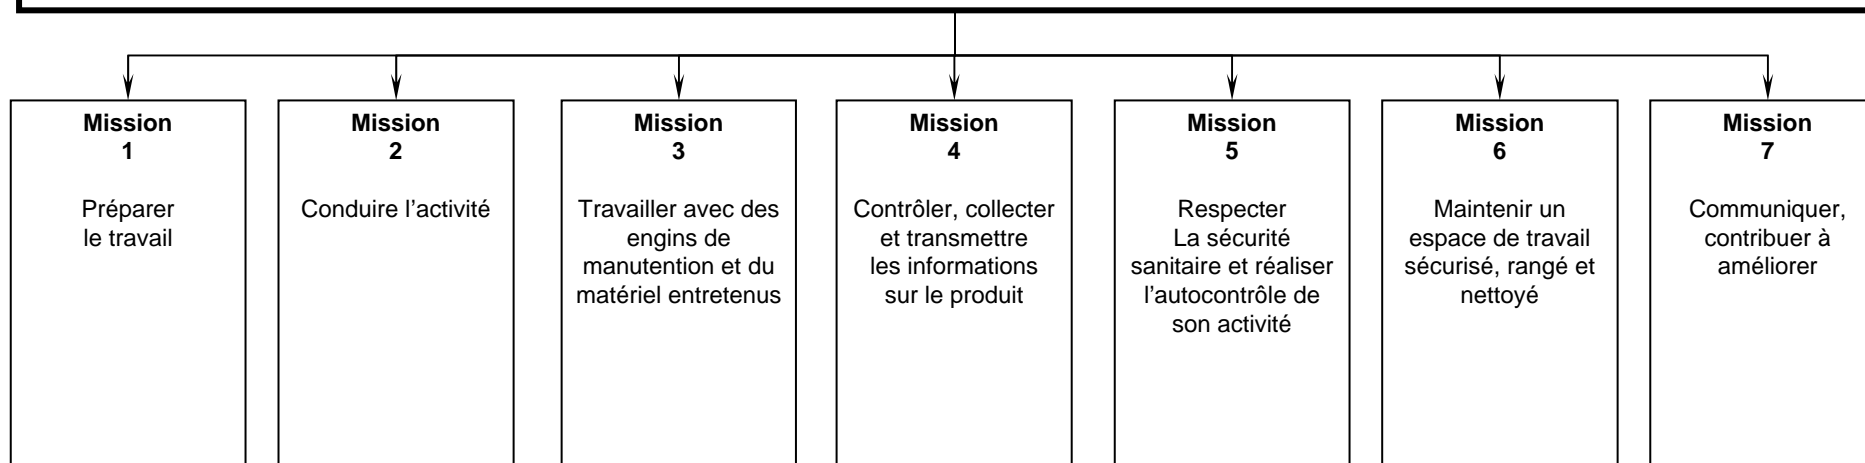 Mission
1
Préparer
le travail
Mission
2
Conduire l’activité
Mission
3
Travailler avec des
engins de
manutention et du
matériel entretenus
Mission
4
Contrôler, collecter
et transmettre
les informations
sur le produit
Mission
5
Respecter
La sécurité
sanitaire et réaliser
l’autocontrôle de
son activité
Mission
6
Maintenir un
espace de travail
sécurisé, rangé et
nettoyé
Mission
7
Communiquer,
contribuer à
améliorer